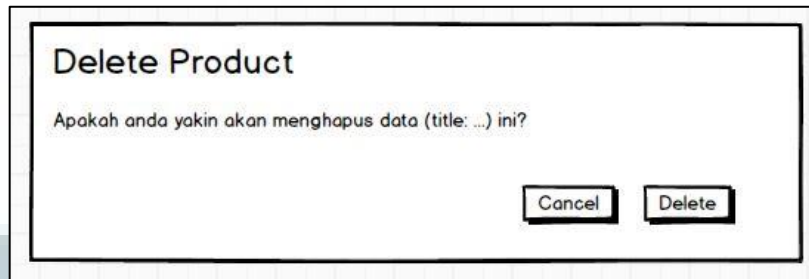 Delete Product
Apakah anda yakin akan menghapus data (title: ...) ini?
Cancel Delete